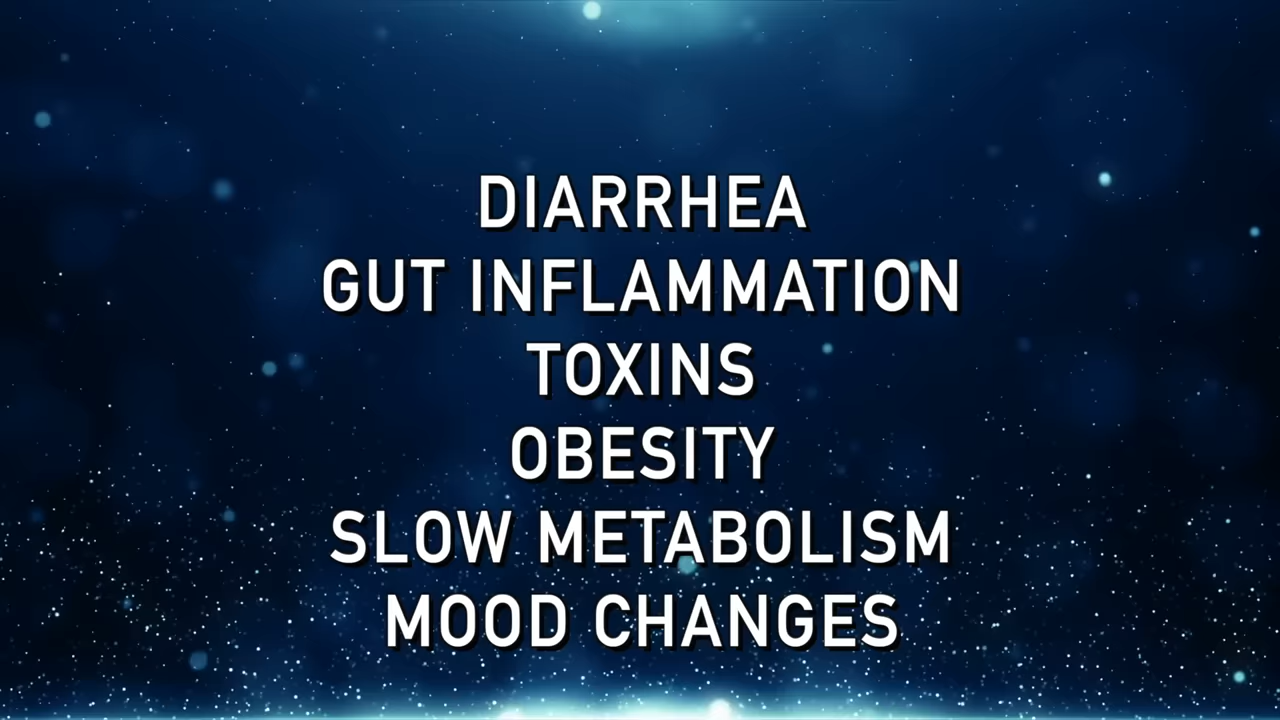 DIARRHEA
GUT INFLAMMATION
TOXINS
OBESITY
SLOW METABOLISM
MOOD CHANGES